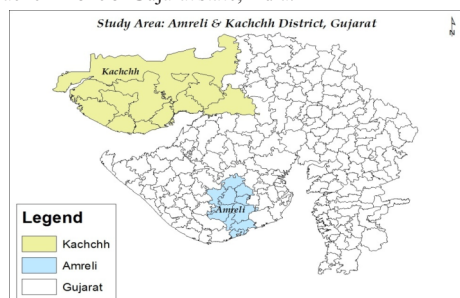 Study Area: Amreli & Kachchh District, Gujarat
Kachchh
Amreli
Legend
Kachchh
Amreli
Gujarat